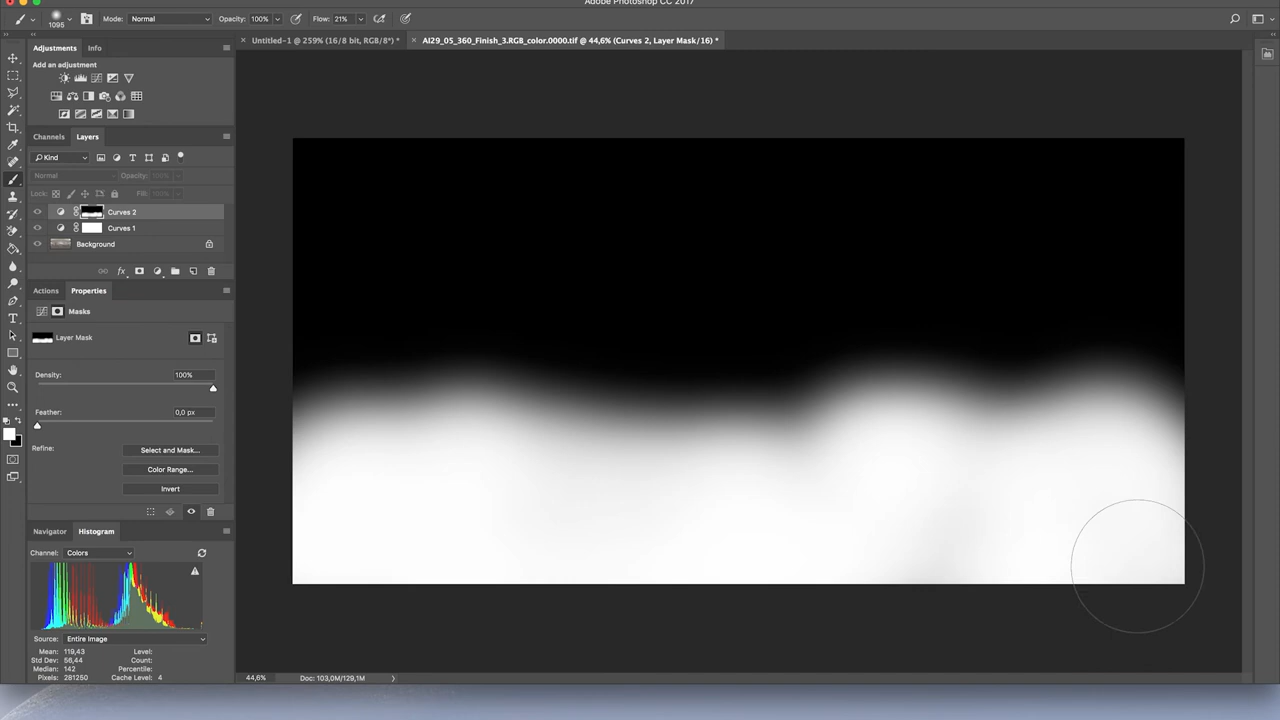 Adobe Photoshop CC 2017
1095
Mode: Normal
Opacity: 100%
Flow: 21%
Untitled-1 @ 259% (16/8 bit, RGB/8*) *
AI29_05_360_Finish_3.RGB_color.0000.tif @ 44,6% (Curves 2, Layer Mask/16) *
Adjustments
Info
Add an adjustment
Channels
Layers
Kind
Normal
Opacity: 100%
Lock:
Fill: 100%
Curves 2
Curves 1
Background
fx
Actions
Properties
Masks
Layer Mask
Density:
100%
Feather:
0,0 px
Refine:
Select and Mask...
Color Range...
Invert
Navigator
Histogram
Channel: Colors
Source: Entire Image
Mean: 119,43
Level:
Std Dev: 56,44
Count:
Median: 142
Percentile:
Pixels: 281250
Cache Level: 4
44,6%
Doc: 103,0M/129,1M